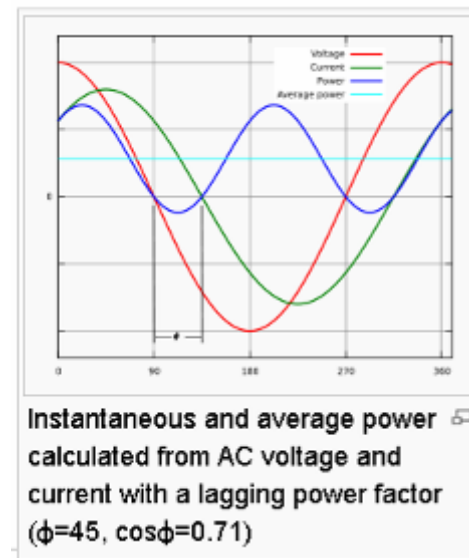 Voltage
Current
Power
Average power
0
ϕ
0 90 180 270 360
Instantaneous and average power
calculated from AC voltage and
current with a lagging power factor
(ϕ=45, cosϕ=0.71)